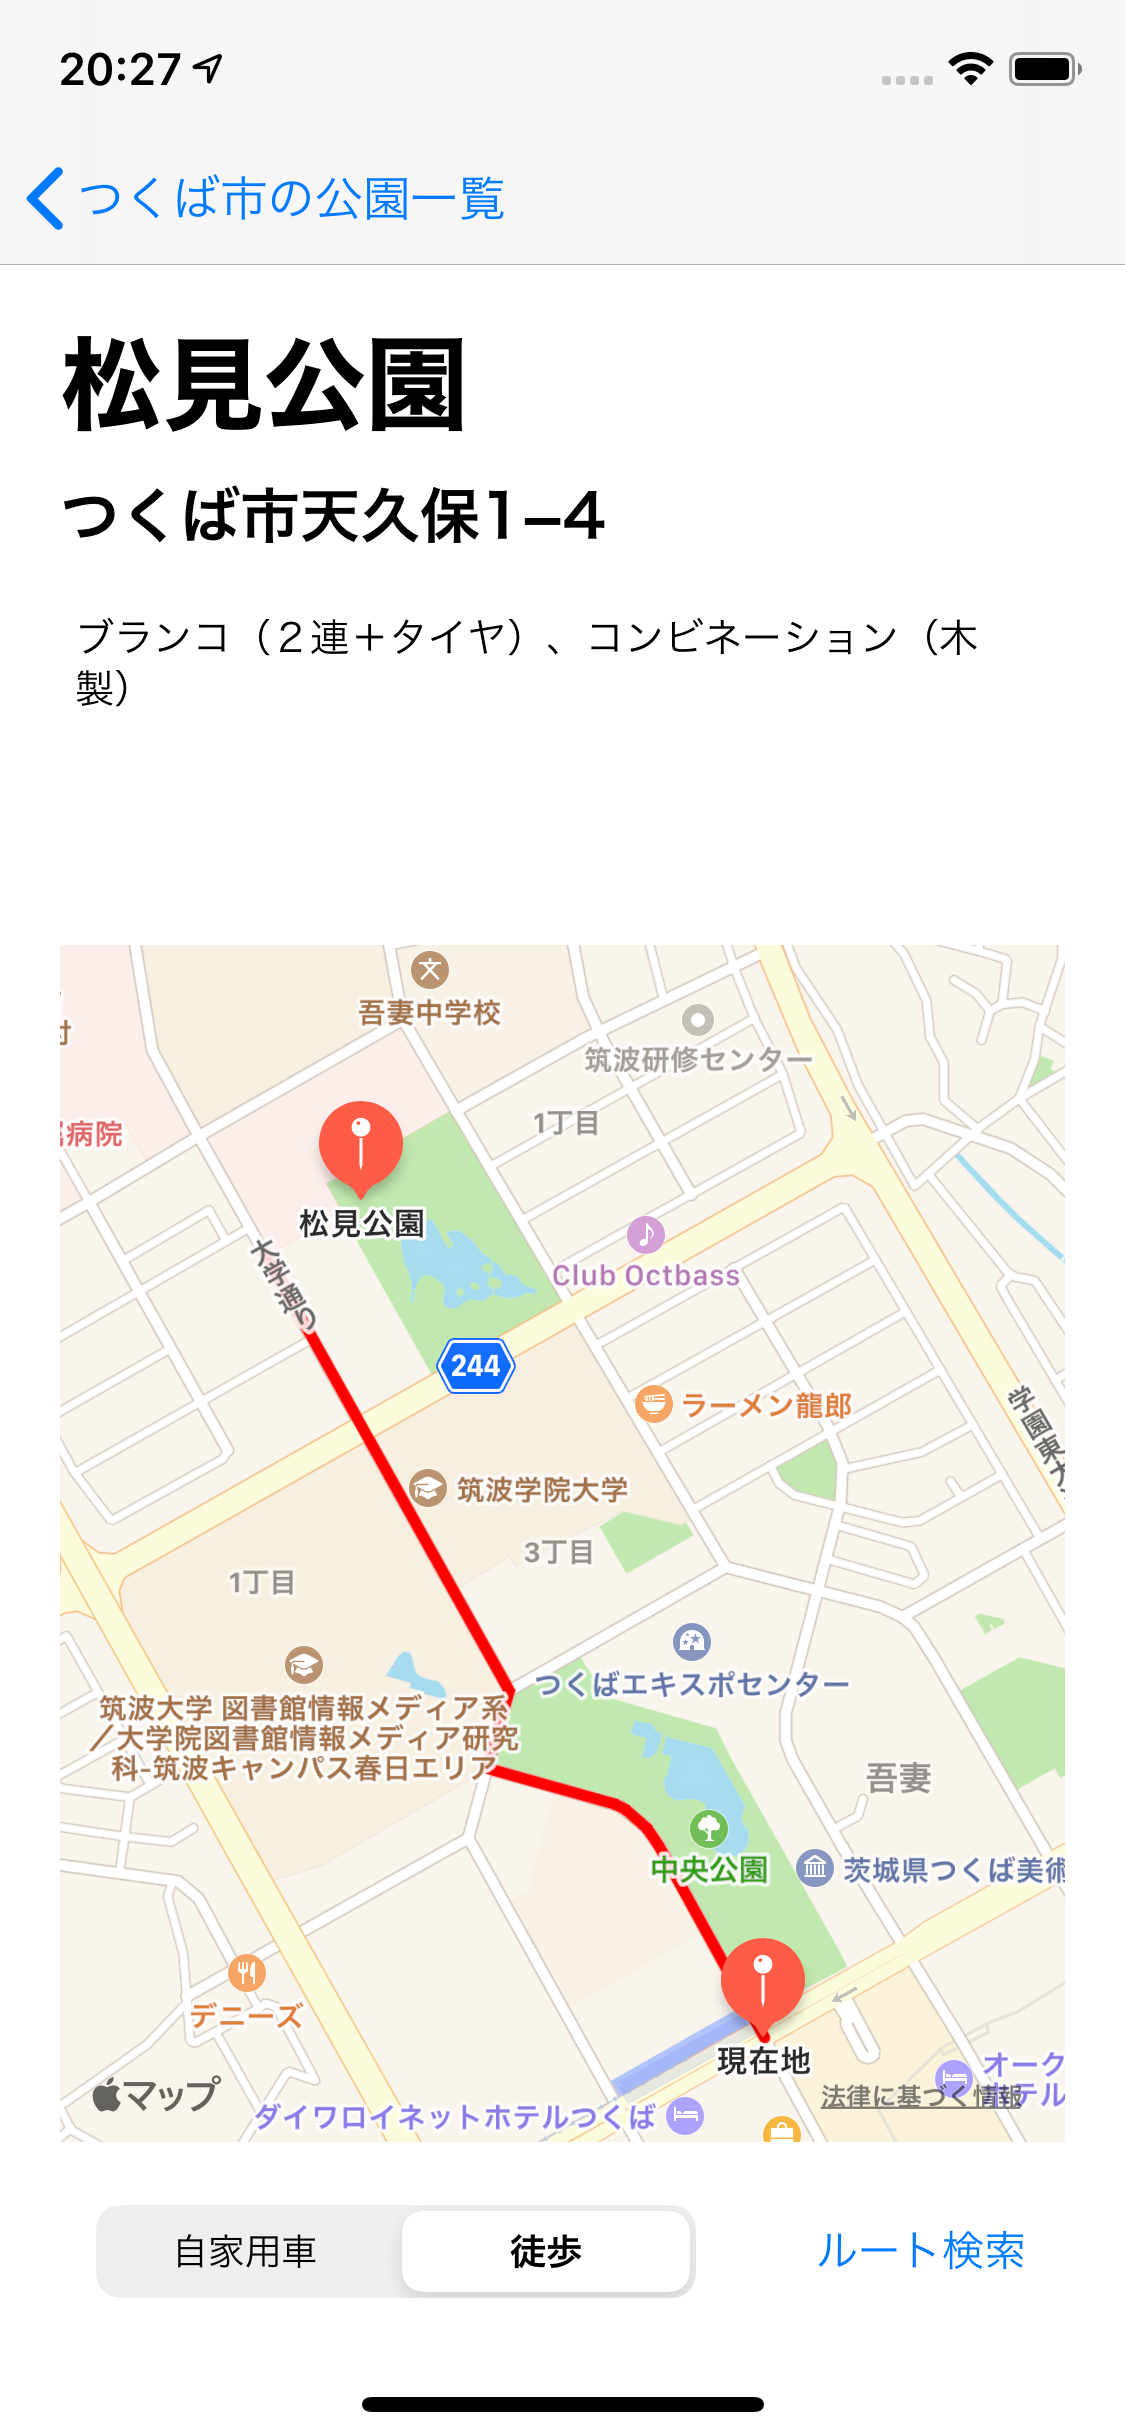 20:27
つくば市の公園一覧
松見公園
つくば市天久保1−4
ブランコ（２連＋タイヤ）、コンビネーション（木
製）
吾妻中学校
筑波研修センター
1丁目
病院
松見公園
大学通り
Club Octbass
244
ラーメン龍郎
学園東大
筑波学院大学
3丁目
1丁目
つくばエキスポセンター
筑波大学 図書館情報メディア系
／大学院図書館情報メディア研究
科-筑波キャンパス春日エリア
吾妻
中央公園
茨城県つくば美術
デニーズ
現在地
オーク
ホテル
マップ
法律に基づく情報
ダイワロイネットホテルつくば
自家用車
徒歩
ルート検索